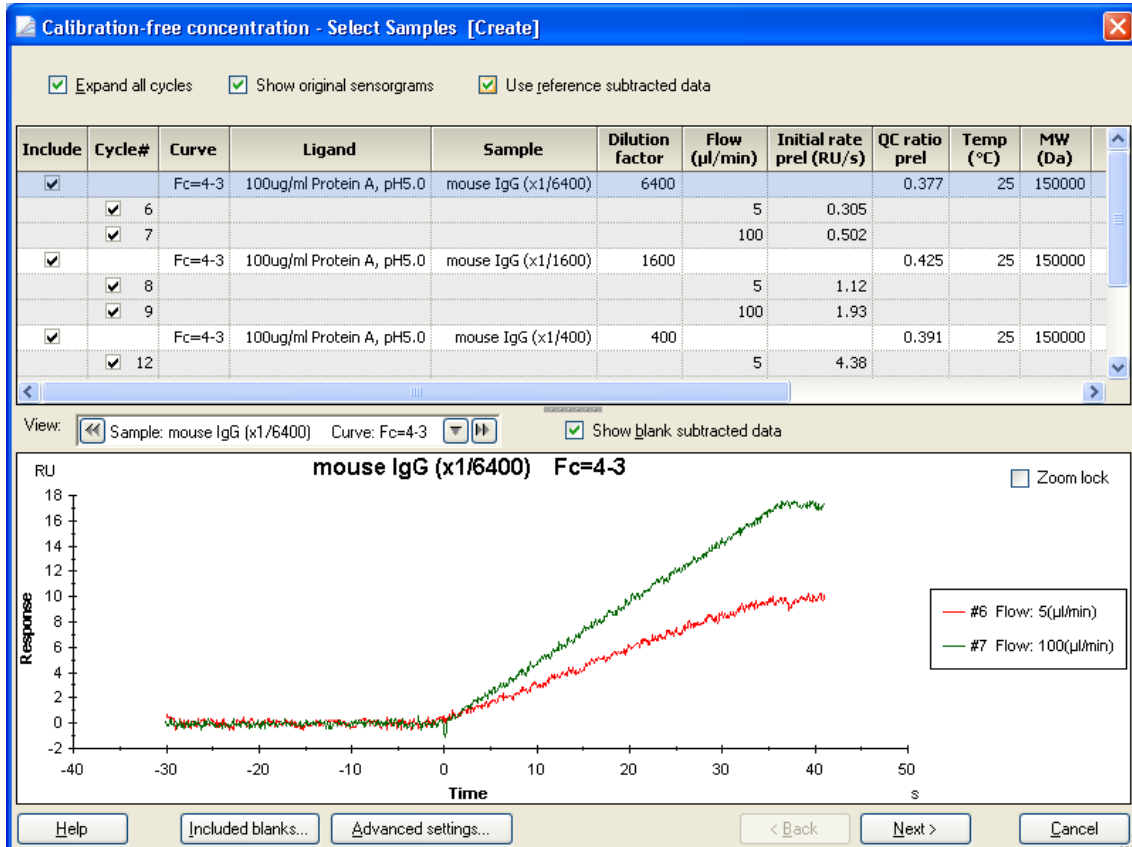 Calibration-free concentration - Select Samples [Create]
Expand all cycles Show original sensorgrams Use reference subtracted data
Include Cycle# Curve Ligand Sample Dilution factor Flow (µl/min) Initial rate prel (RU/s) QC ratio prel Temp (°C) MW (Da)
Fc=4-3 100ug/ml Protein A, pH5.0 mouse IgG (x1/6400) 6400 0.377 25 150000
6 5 0.305
7 100 0.502
Fc=4-3 100ug/ml Protein A, pH5.0 mouse IgG (x1/1600) 1600 0.425 25 150000
8 5 1.12
9 100 1.93
Fc=4-3 100ug/ml Protein A, pH5.0 mouse IgG (x1/400) 400 0.391 25 150000
12 5 4.38
View: Sample: mouse IgG (x1/6400) Curve: Fc=4-3 Show blank subtracted data
mouse IgG (x1/6400) Fc=4-3
RU
Zoom lock
18
16
14
12
10
8
6
4
2
0
-2
Response
-40 -30 -20 -10 0 10 20 30 40 50
Time
s
#6 Flow: 5(µl/min)
#7 Flow: 100(µl/min)
Help Included blanks... Advanced settings... < Back Next > Cancel